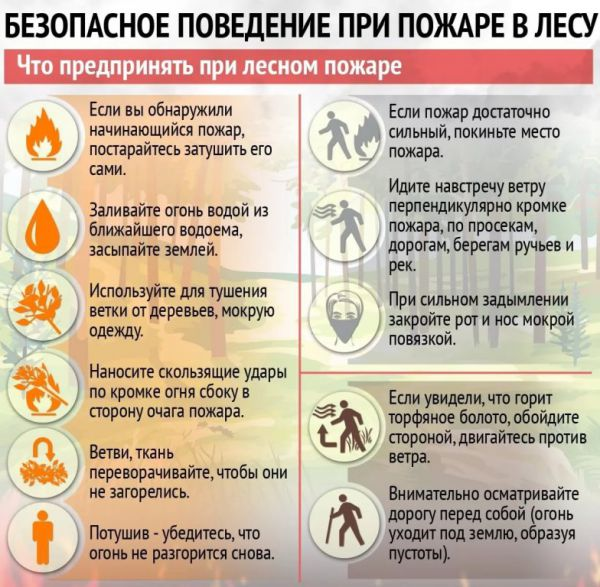 БЕЗОПАСНОЕ ПОВЕДЕНИЕ ПРИ ПОЖАРЕ В ЛЕСУ
Что предпринять при лесном пожаре
Если вы обнаружили
начинающийся пожар,
постарайтесь затушить его
сами.
Заливайте огонь водой из
ближайшего водоема,
засыпайте землей.
Используйте для тушения
ветки от деревьев, мокрую
одежду.
Наносите скользящие удары
по кромке огня сбоку в
сторону очага пожара.
Ветви, ткань
переворачивайте, чтобы они
не загорелись.
Потушив - убедитесь, что
огонь не разгорится снова.
Если пожар достаточно
сильный, покиньте место
пожара.
Идите навстречу ветру
перпендикулярно кромке
пожара, по просекам,
дорогам, берегам ручьев и
рек.
При сильном задымлении
закройте рот и нос мокрой
повязкой.
Если увидели, что горит
торфяное болото, обойдите
стороной, двигайтесь против
ветра.
Внимательно осматривайте
дорогу перед собой (огонь
уходит под землю, образуя
пустоты).